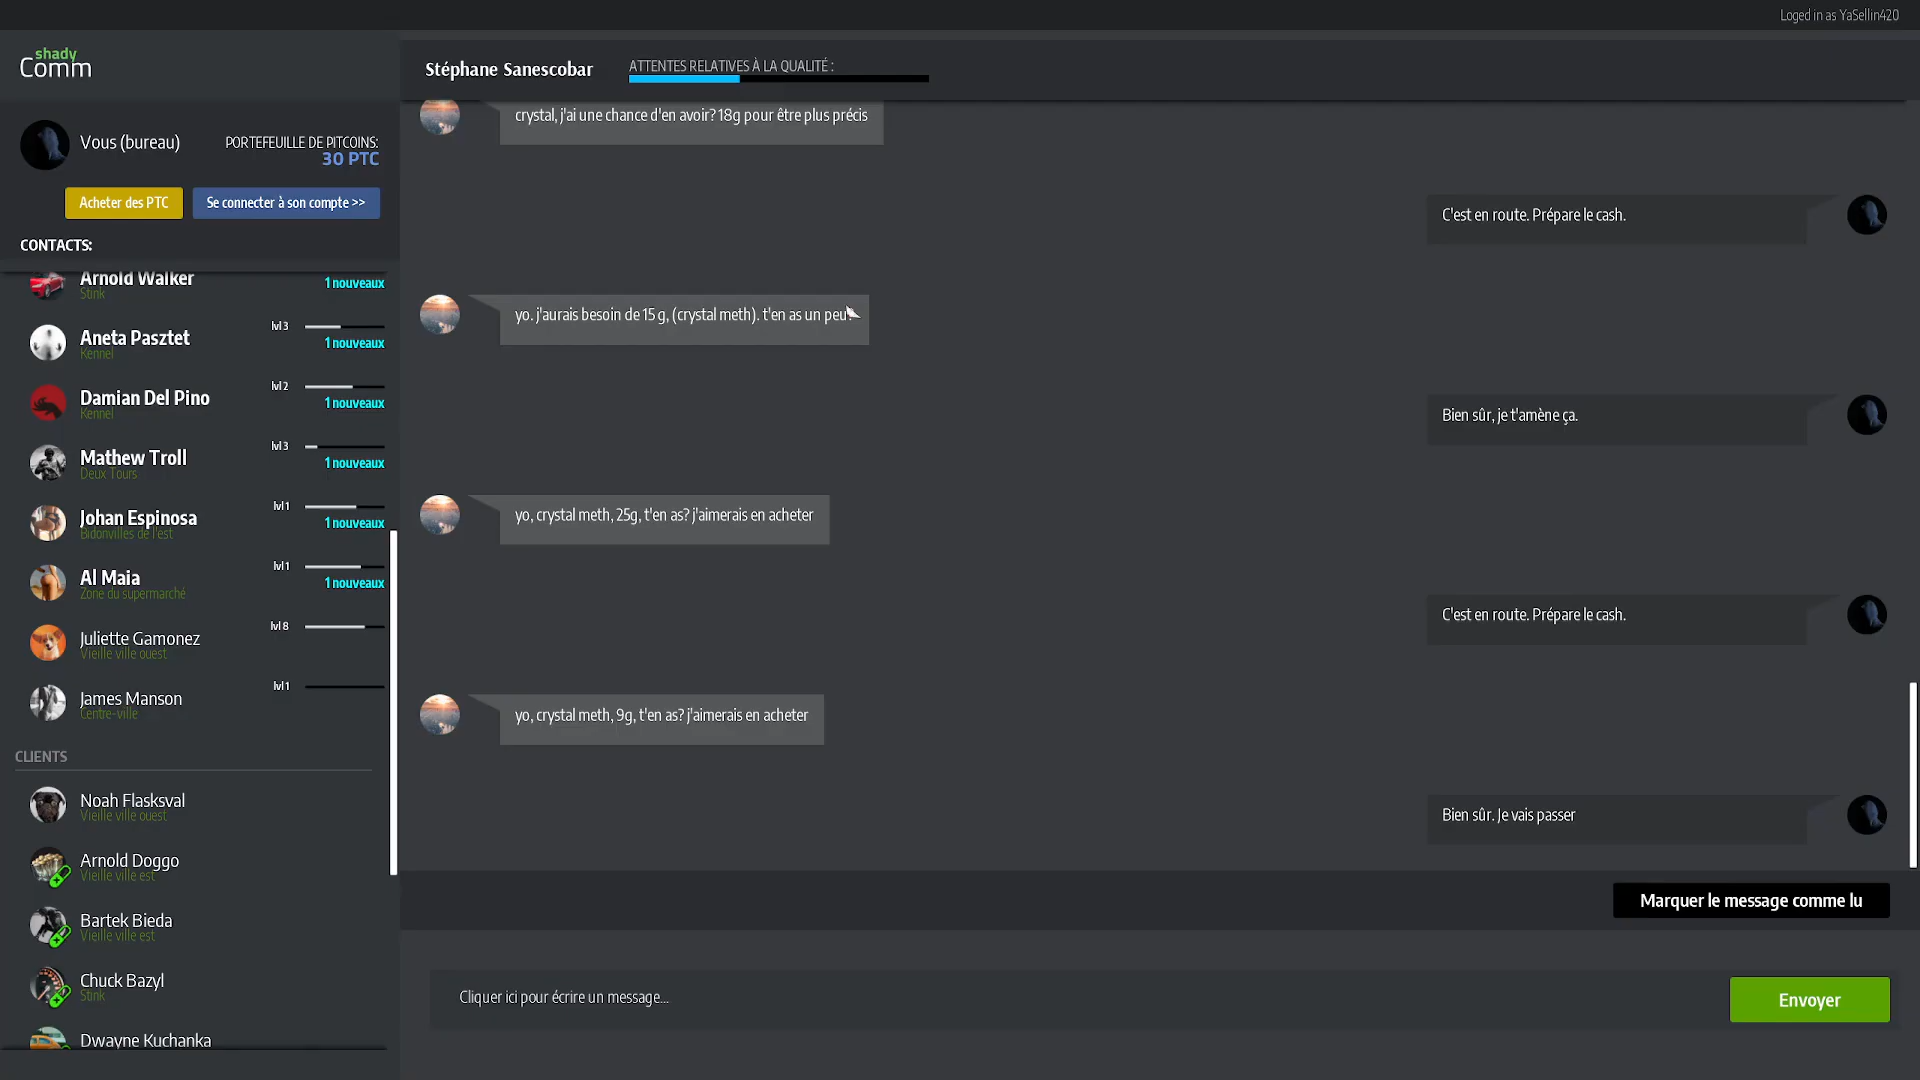 Loged in as YaSellin420
shady
Comm
Vous (bureau)
PORTEFEUILLE DE PITCOINS:
30 PTC
Acheter des PTC
Se connecter à son compte >>
CONTACTS:
Arnold Walker
Stink
1 nouveaux
Aneta Pasztet
Kennel
lvl 3
1 nouveaux
Damian Del Pino
Kennel
lvl 2
1 nouveaux
Mathew Troll
Deux Tours
lvl 3
1 nouveaux
Johan Espinosa
Bidonvilles de l'est
lvl 1
1 nouveaux
Al Maia
Zone du supermarché
lvl 1
1 nouveaux
Juliette Gamonez
Vieille ville ouest
lvl 8
James Manson
Centre-ville
lvl 1
CLIENTS
Noah Flasksval
Vieille ville ouest
Arnold Doggo
Vieille ville est
Bartek Bieda
Vieille ville est
Chuck Bazyl
Stink
Dwayne Kuchanka
Stéphane Sanescobar
ATTENTES RELATIVES À LA QUALITÉ :
crystal, j'ai une chance d'en avoir? 18g pour être plus précis
C'est en route. Prépare le cash.
yo. j'aurais besoin de 15 g, (crystal meth). t'en as un peu?
Bien sûr, je t'amène ça.
yo, crystal meth, 25g, t'en as? j'aimerais en acheter
C'est en route. Prépare le cash.
yo, crystal meth, 9g, t'en as? j'aimerais en acheter
Bien sûr. Je vais passer
Marquer le message comme lu
Cliquer ici pour écrire un message...
Envoyer